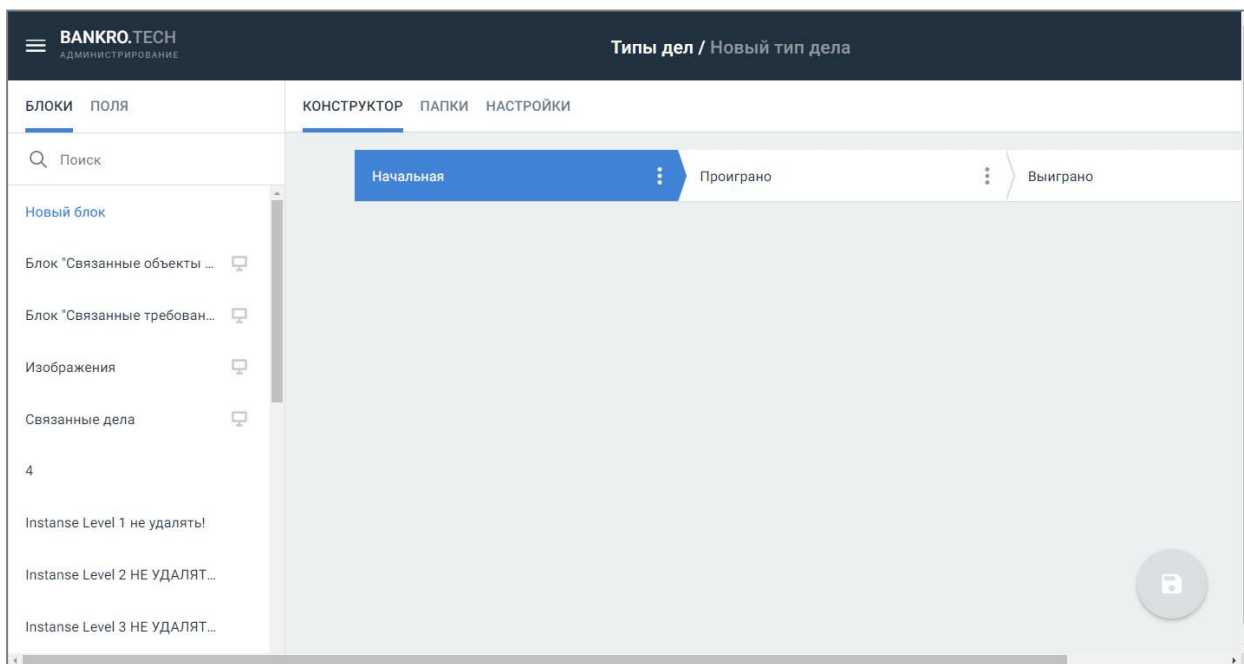 BANKRO.TECH
АДМИНИСТРИРОВАНИЕ
Типы дел / Новый тип дела
БЛОКИ ПОЛЯ
КОНСТРУКТОР ПАПКИ НАСТРОЙКИ
Поиск
Начальная
Проиграно
Выиграно
Новый блок
Блок "Связанные объекты ...
Блок "Связанные требован...
Изображения
Связанные дела
4
Instanse Level 1 не удалять!
Instanse Level 2 НЕ УДАЛЯТ...
Instanse Level 3 НЕ УДАЛЯТ...